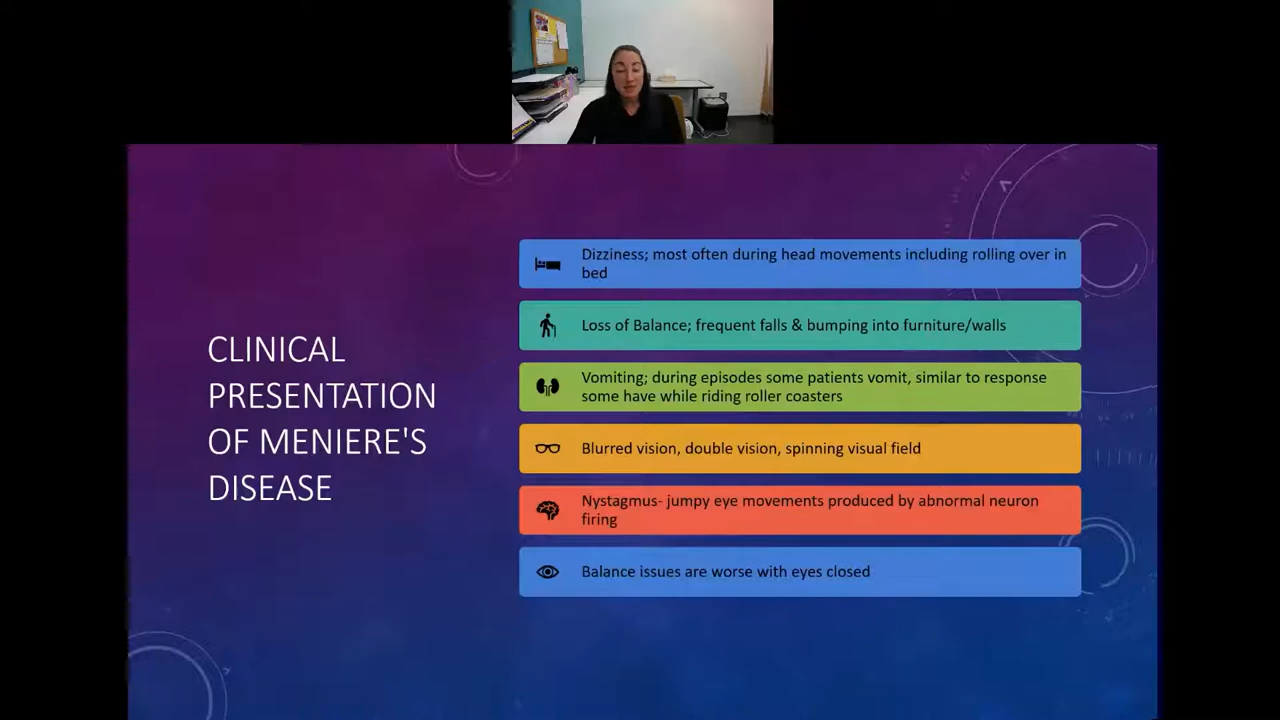 CLINICAL
PRESENTATION
OF MENIERE'S
DISEASE
Dizziness; most often during head movements including rolling over in
bed
Loss of Balance; frequent falls & bumping into furniture/walls
Vomiting; during episodes some patients vomit, similar to response
some have while riding roller coasters
Blurred vision, double vision, spinning visual field
Nystagmus- jumpy eye movements produced by abnormal neuron
firing
Balance issues are worse with eyes closed